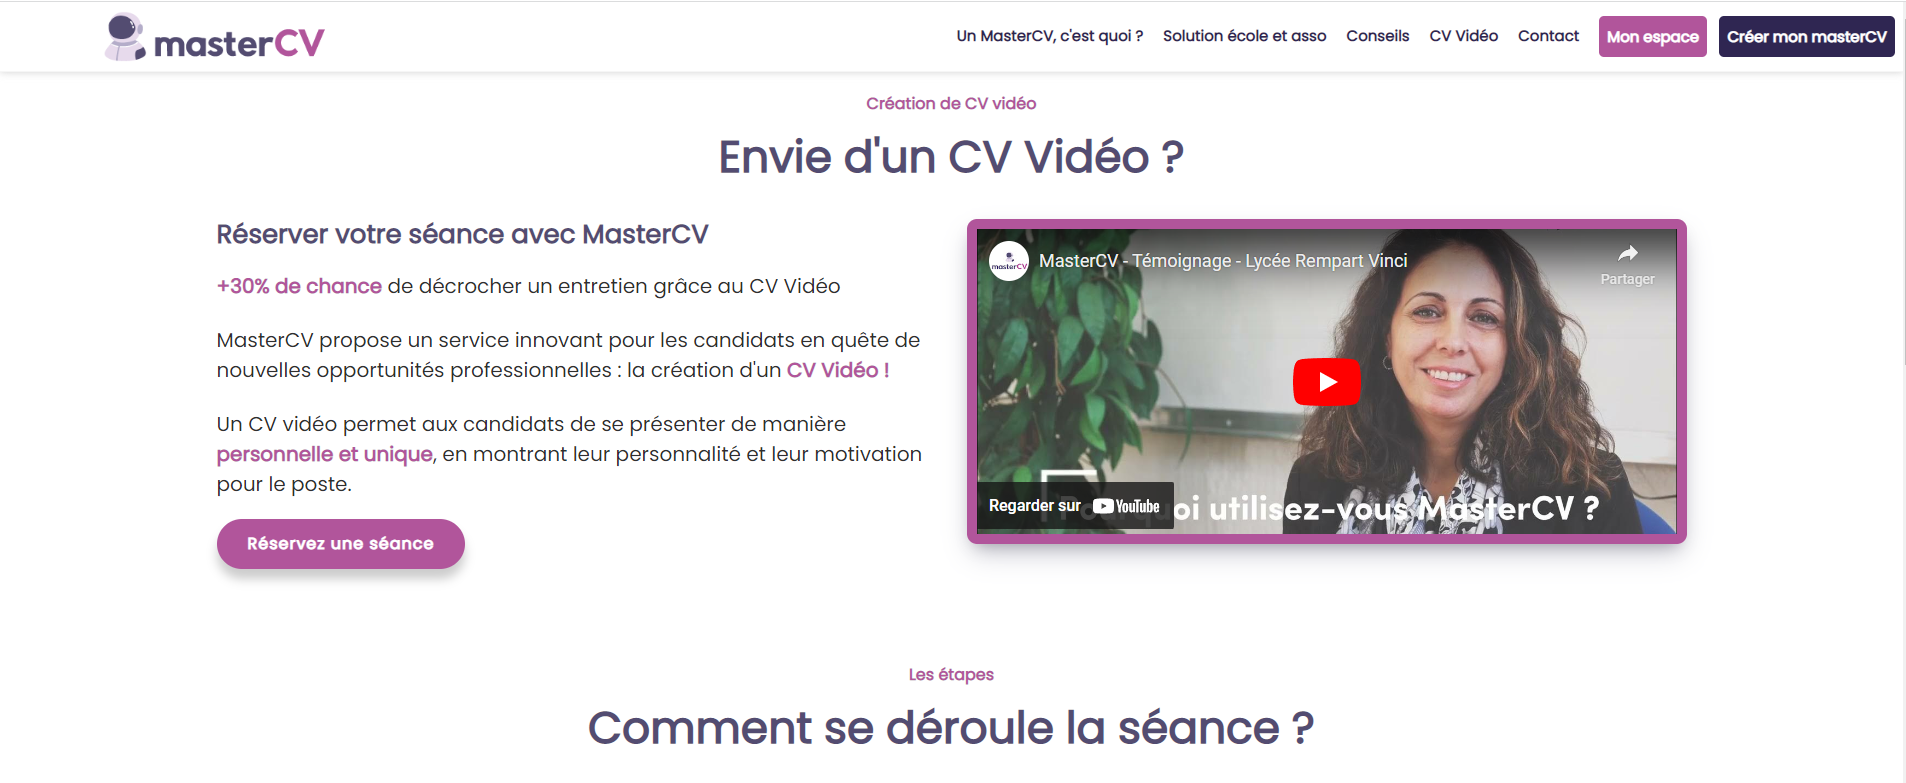 masterCV
Un MasterCV, c'est quoi ?
Solution école et asso
Conseils
CV Vidéo
Contact
Mon espace
Créer mon masterCV
Création de CV vidéo
Envie d'un CV Vidéo ?
Réserver votre séance avec MasterCV
+30% de chance de décrocher un entretien grâce au CV Vidéo
MasterCV propose un service innovant pour les candidats en quête de
nouvelles opportunités professionnelles : la création d'un CV Vidéo !
Un CV vidéo permet aux candidats de se présenter de manière
personnelle et unique, en montrant leur personnalité et leur motivation
pour le poste.
Réservez une séance
masterCV
MasterCV - Témoignage - Lycée Rempart Vinci
Partager
Regarder sur YouTube
Pourquoi utilisez-vous MasterCV ?
Les étapes
Comment se déroule la séance ?